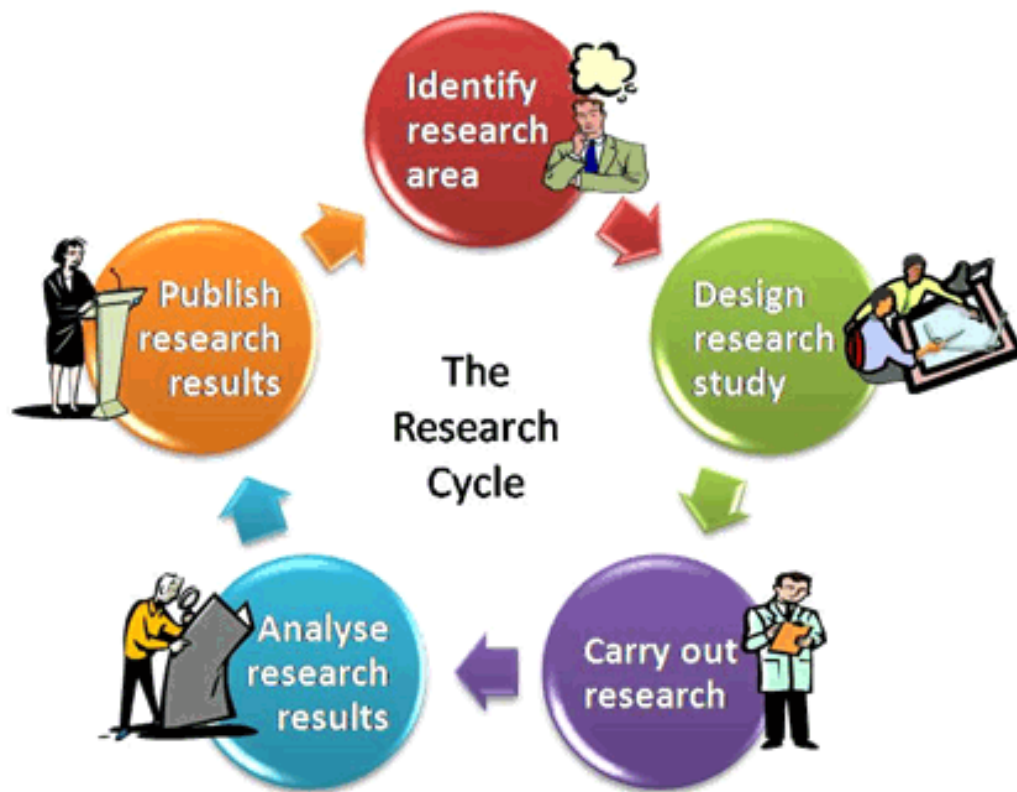 Identify
research
area
Design
research
study
Carry out
research
Analyse
research
results
Publish
research
results
The
Research
Cycle